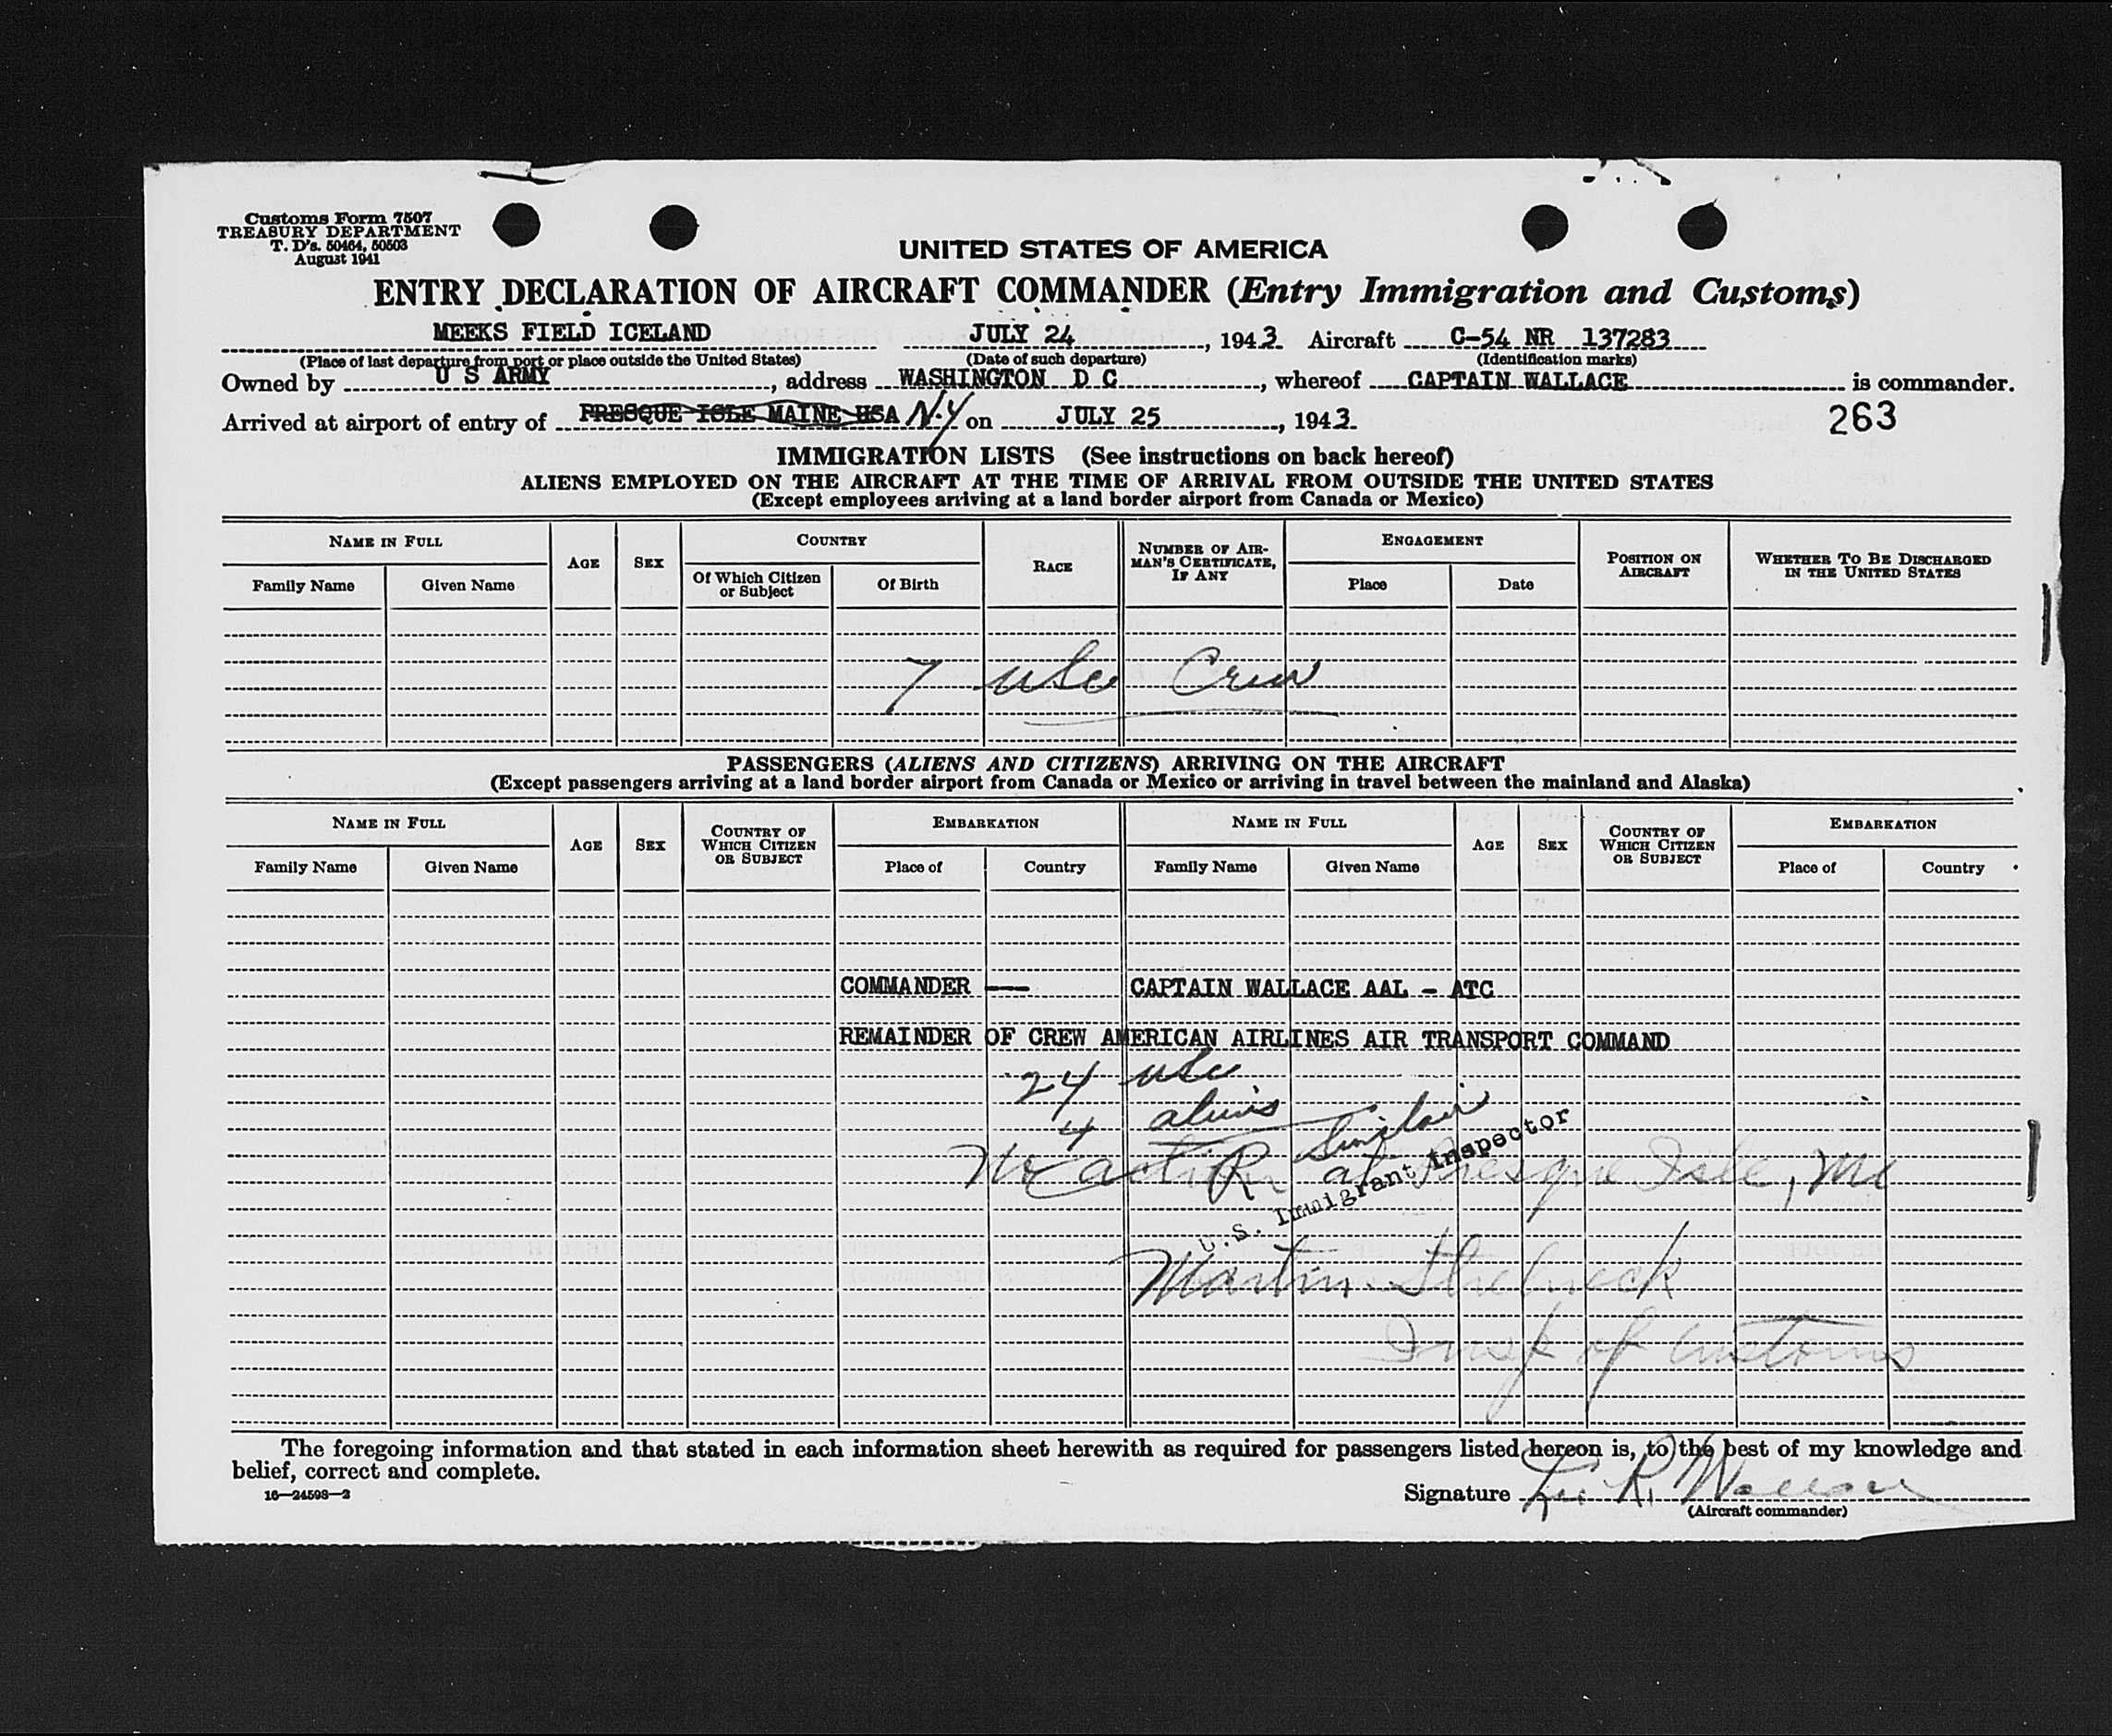 Customs Form 7507
TREASURY DEPARTMENT
T. D's. 50464, 50503
August 1941
UNITED STATES OF AMERICA
ENTRY DECLARATION OF AIRCRAFT COMMANDER (Entry Immigration and Customs)
MEEKS FIELD ICELAND JULY 24, 1943 Aircraft C-54 NR 137283
(Place of last departure from port or place outside the United States) (Date of such departure) (Identification marks)
Owned by U S ARMY, address WASHINGTON D C, whereof CAPTAIN WALLACE is commander.
Arrived at airport of entry of PRESQUE ISLE MAINE USA N.Y on JULY 25, 1943.
263
IMMIGRATION LISTS (See instructions on back hereof)
ALIENS EMPLOYED ON THE AIRCRAFT AT THE TIME OF ARRIVAL FROM OUTSIDE THE UNITED STATES
(Except employees arriving at a land border airport from Canada or Mexico)
NAME IN FULL AGE SEX COUNTRY RACE NUMBER OF AIRMAN'S CERTIFICATE, IF ANY ENGAGEMENT POSITION ON AIRCRAFT WHETHER TO BE DISCHARGED IN THE UNITED STATES
Family Name Given Name Of Which Citizen or Subject Of Birth Place Date
7 usc Crew
PASSENGERS (ALIENS AND CITIZENS) ARRIVING ON THE AIRCRAFT
(Except passengers arriving at a land border airport from Canada or Mexico or arriving in travel between the mainland and Alaska)
NAME IN FULL AGE SEX COUNTRY OF WHICH CITIZEN OR SUBJECT EMBARKATION NAME IN FULL AGE SEX COUNTRY OF WHICH CITIZEN OR SUBJECT EMBARKATION
Family Name Given Name Place of Country Family Name Given Name Place of Country
COMMANDER — CAPTAIN WALLACE AAL - ATC
REMAINDER OF CREW AMERICAN AIRLINES AIR TRANSPORT COMMAND
24 usc
4 aliens
R Sinclair
U.S. Immigrant Inspector
No action at Presque Isle, Me
Martin
Insp of Customs
The foregoing information and that stated in each information sheet herewith as required for passengers listed hereon is, to the best of my knowledge and
belief, correct and complete.
16—24598-2
Signature Lee R. Wallace
(Aircraft commander)